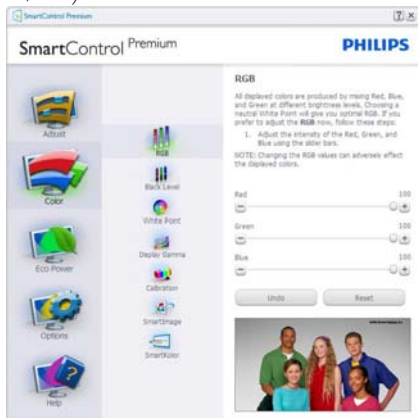 SmartControl Premium
SmartControl Premium
PHILIPS
Adjust
Color
Eco Power
Options
Help
RGB
Black Level
White Point
Display Gamma
Calibration
SmartImage
SmartKolor
RGB
All displayed colors are produced by mixing Red, Blue,
and Green at different brightness levels. Choosing a
neutral White Point will give you optimal RGB. If you
prefer to adjust the RGB now, follow these steps:
1. Adjust the intensity of the Red, Green, and
Blue using the slider bars.
NOTE: Changing the RGB values can adversely effect
the displayed colors.
Red 100
Green 100
Blue 100
Undo Reset